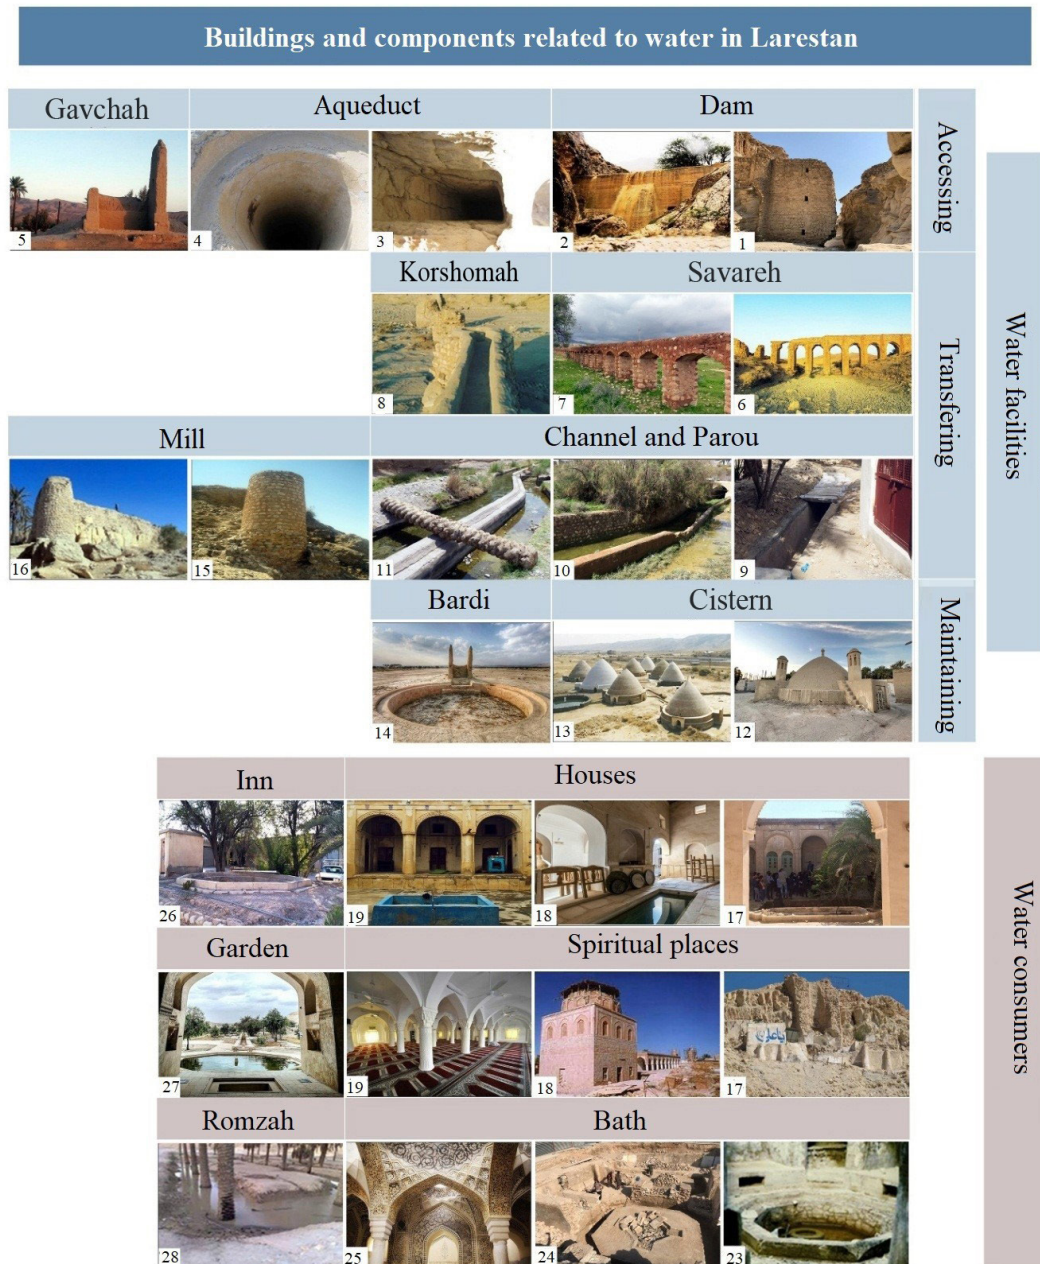 Buildings and components related to water in Larestan
Gavchah
Aqueduct
Dam
Accessing
5
4
3
2
1
Water facilities
Korshomah
Savareh
Transfering
8
7
6
Mill
Channel and Parou
16
15
11
10
9
Bardi
Cistern
Maintaining
14
13
12
Inn
Houses
26
19
18
17
Water consumers
Garden
Spiritual places
27
19
18
17
یاعلی
Romzah
Bath
28
25
24
23